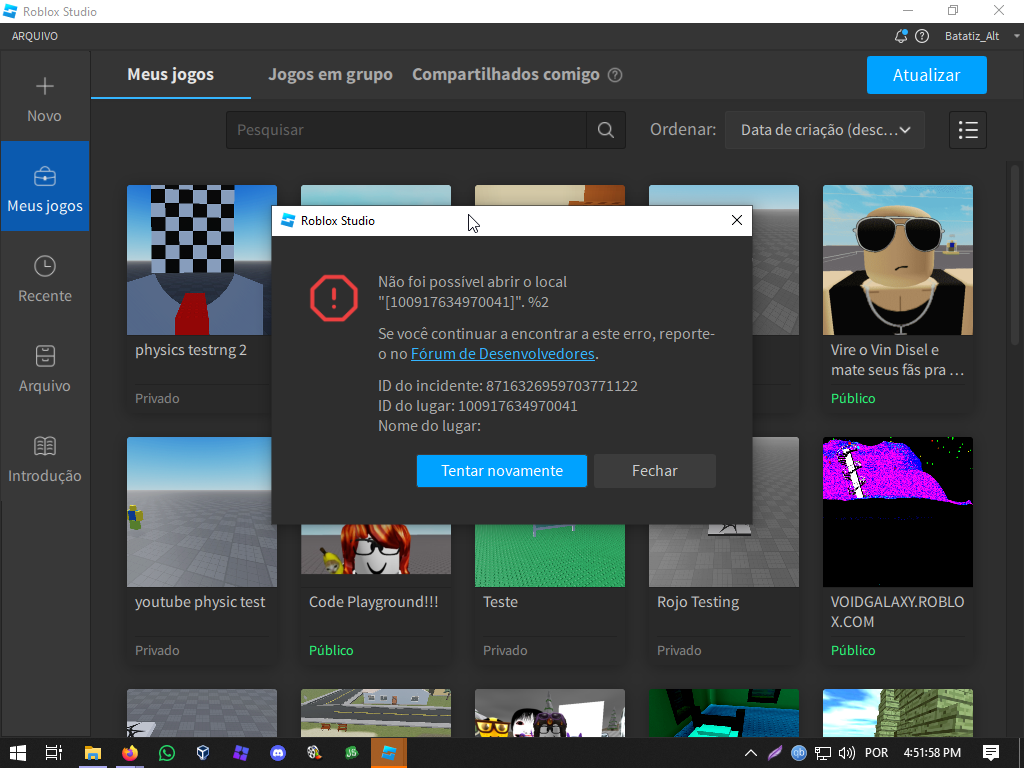 Roblox Studio
ARQUIVO
Batatiz_Alt
Novo
Meus jogos
Recente
Arquivo
Introdução
Meus jogos
Jogos em grupo
Compartilhados comigo
Atualizar
Pesquisar
Ordenar:
Data de criação (desc...
Roblox Studio
Não foi possível abrir o local
"[100917634970041]". %2
Se você continuar a encontrar a este erro, reporte-
o no Fórum de Desenvolvedores.
ID do incidente: 8716326959703771122
ID do lugar: 100917634970041
Nome do lugar:
Tentar novamente
Fechar
physics testrng 2
Privado
Vire o Vin Disel e
mate seus fãs pra ...
Público
youtube physic test
Privado
Code Playground!!!
Público
Teste
Privado
Rojo Testing
Privado
VOIDGALAXY.ROBLO
X.COM
Público
qb
POR
4:51:58 PM